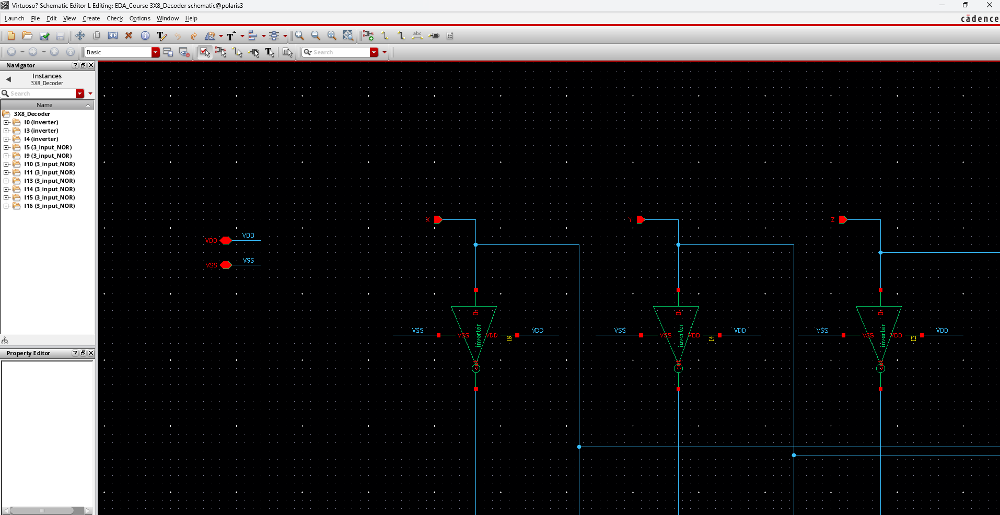 Virtuoso? Schematic Editor L Editing: EDA_Course 3X8_Decoder schematic@polaris3
Launch File Edit View Create Check Options Window Help
cādence
abc
Basic
Search
Navigator
Instances
3X8_Decoder
Search
Name
3X8_Decoder
I0 (inverter)
I3 (inverter)
I4 (inverter)
I5 (3_input_NOR)
I9 (3_input_NOR)
I10 (3_input_NOR)
I11 (3_input_NOR)
I13 (3_input_NOR)
I14 (3_input_NOR)
I15 (3_input_NOR)
I16 (3_input_NOR)
Property Editor
X Y Z
VDD VDD
VSS VSS
IN IN IN
VSS VSS inverter VDD I0 VDD
VSS VSS inverter VDD I4 VDD
VSS VSS inverter VDD I3 VDD